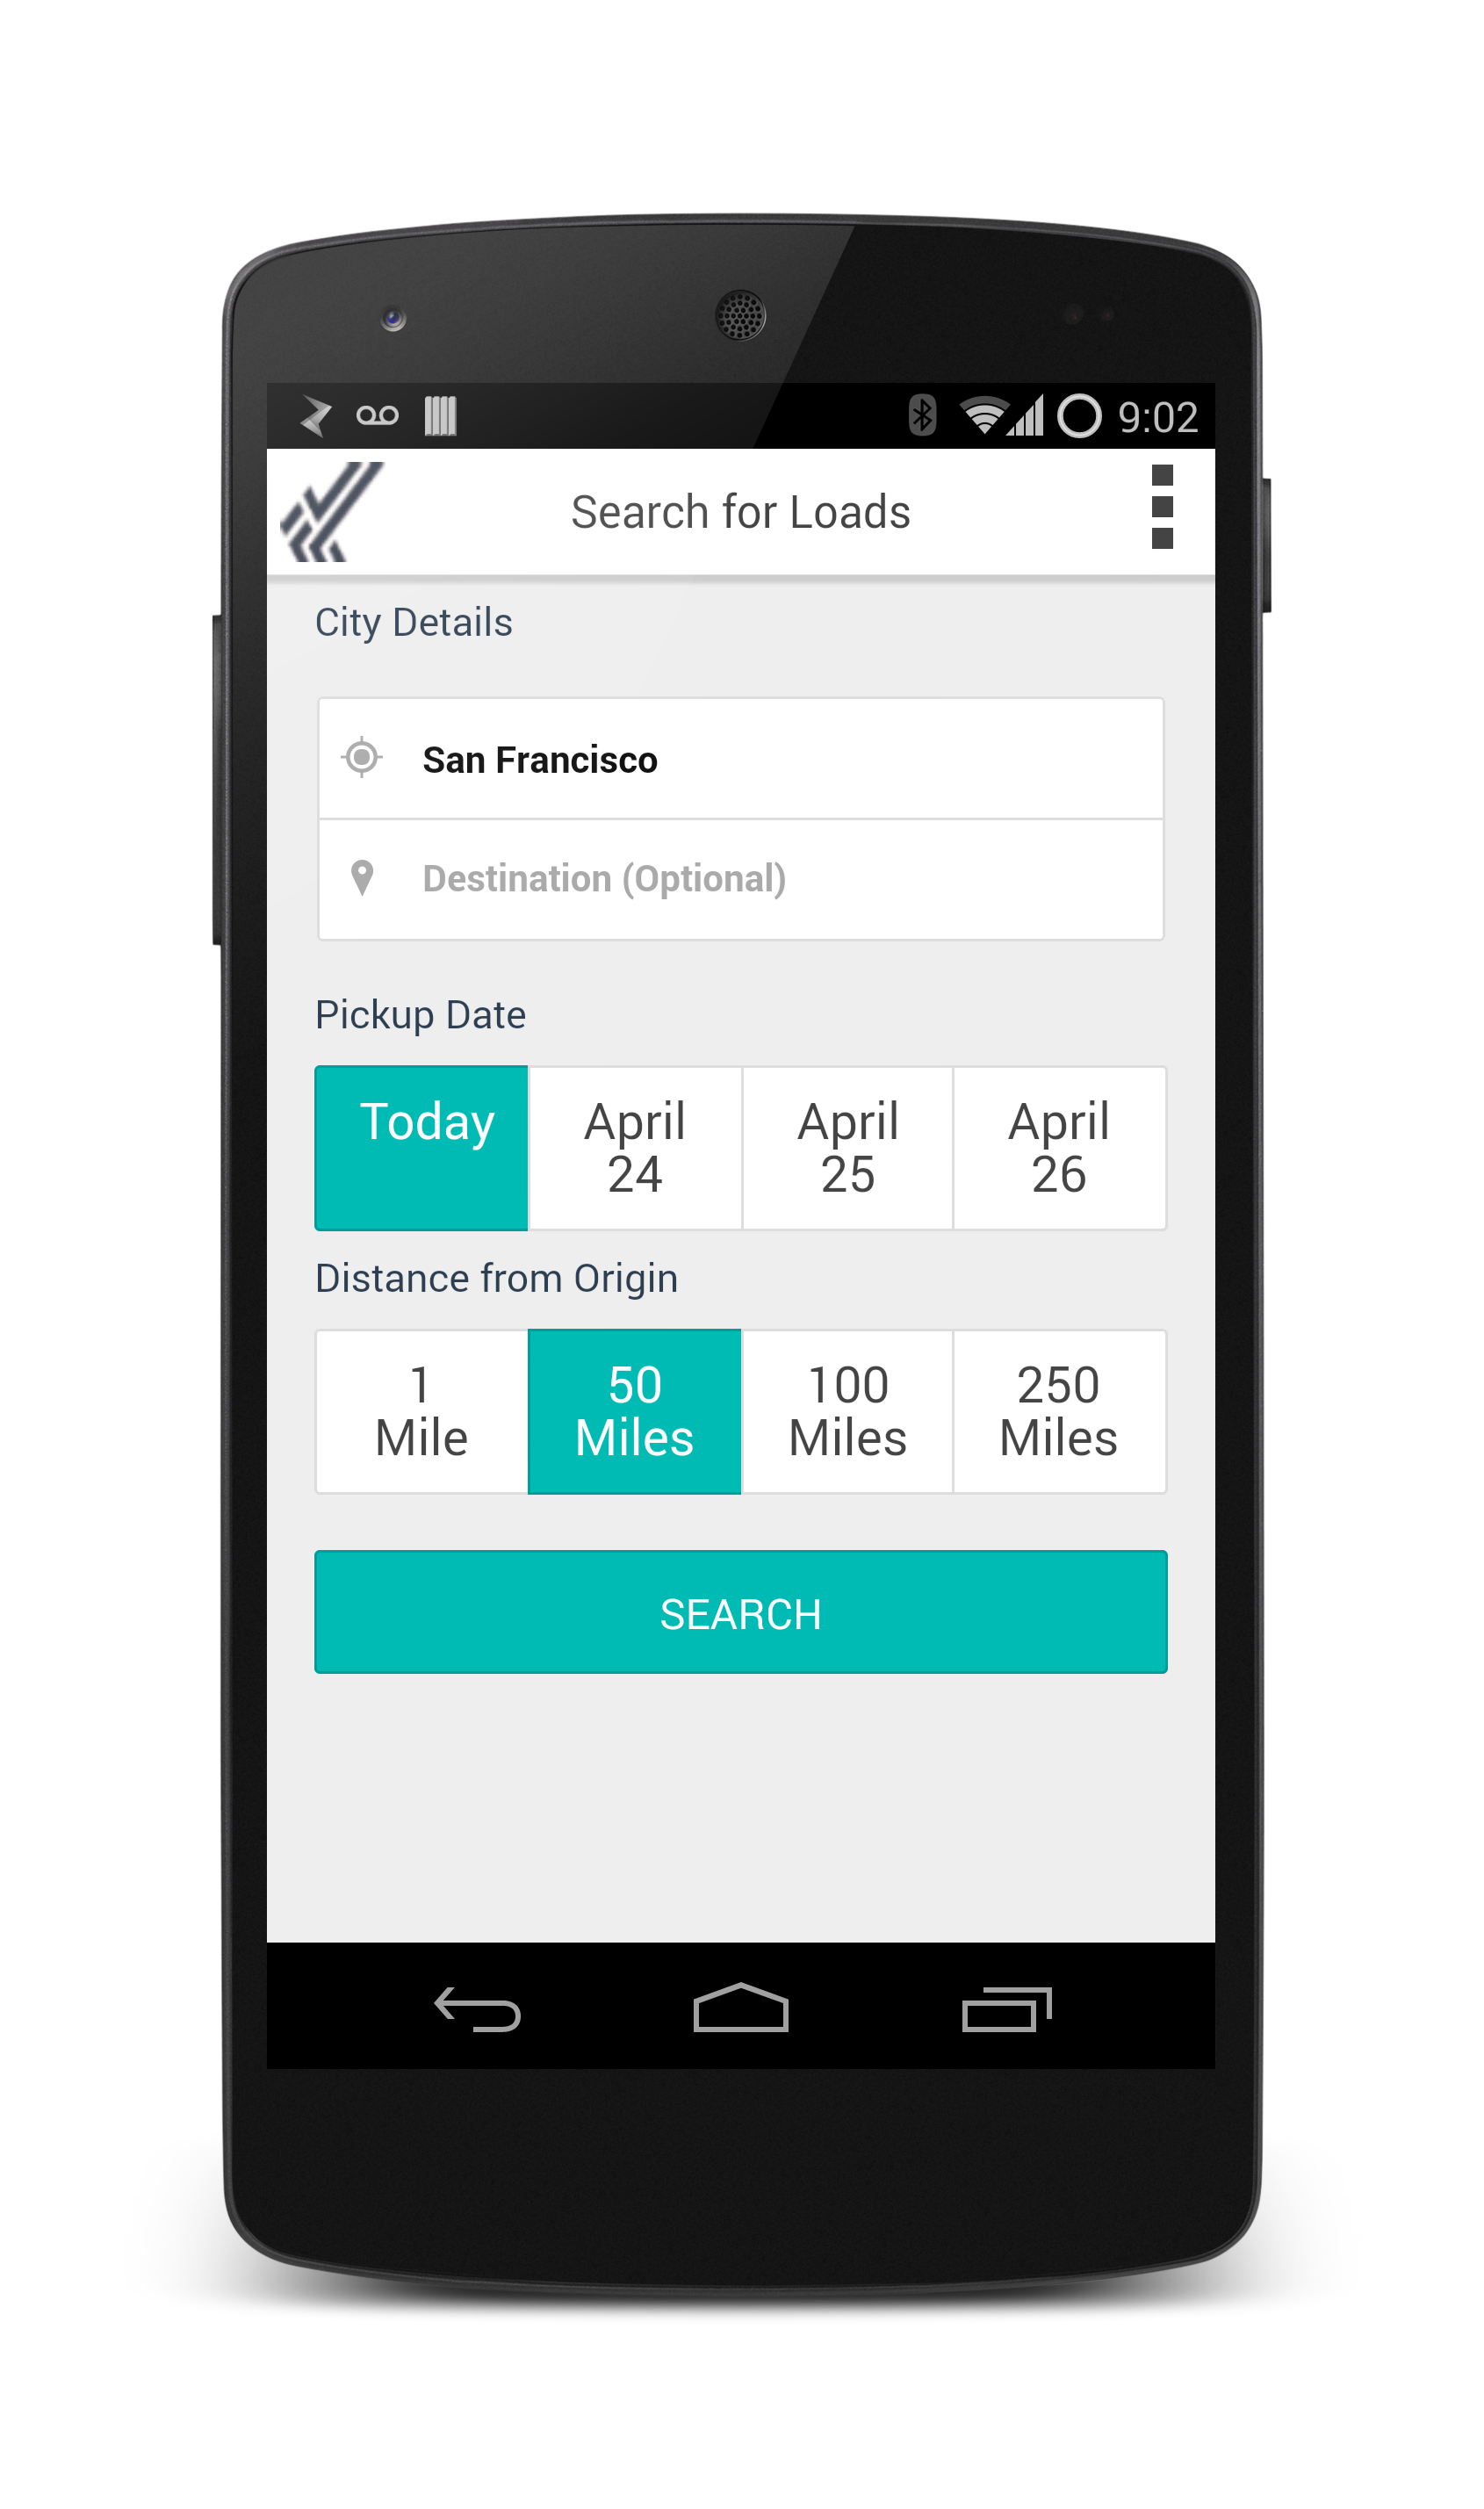 9:02
Search for Loads
City Details
San Francisco
Destination (Optional)
Pickup Date
Today
April
24
April
25
April
26
Distance from Origin
1
Mile
50
Miles
100
Miles
250
Miles
SEARCH